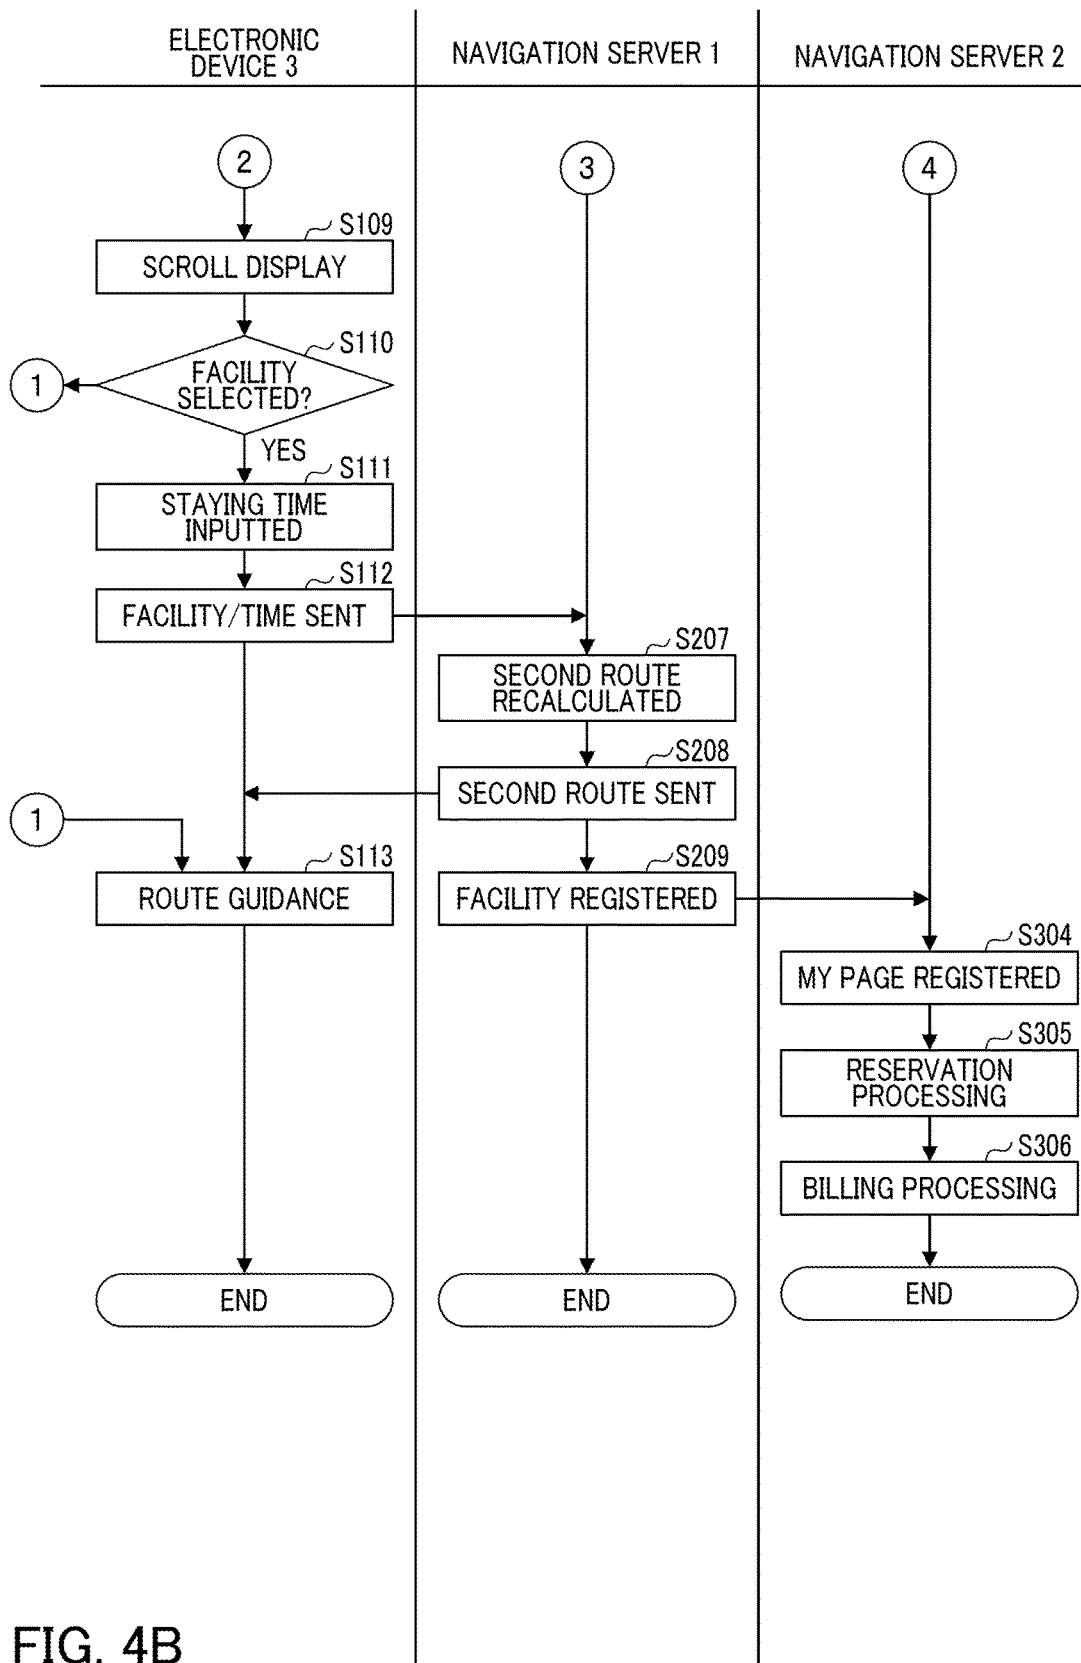 ELECTRONIC
DEVICE 3
NAVIGATION SERVER 1
NAVIGATION SERVER 2
2
3
4
S109
SCROLL DISPLAY
S110
FACILITY
SELECTED?
1
YES
S111
STAYING TIME
INPUTTED
S112
FACILITY/TIME SENT
S207
SECOND ROUTE
RECALCULATED
S208
SECOND ROUTE SENT
1
S113
ROUTE GUIDANCE
S209
FACILITY REGISTERED
S304
MY PAGE REGISTERED
S305
RESERVATION
PROCESSING
S306
BILLING PROCESSING
END
END
END
FIG. 4B